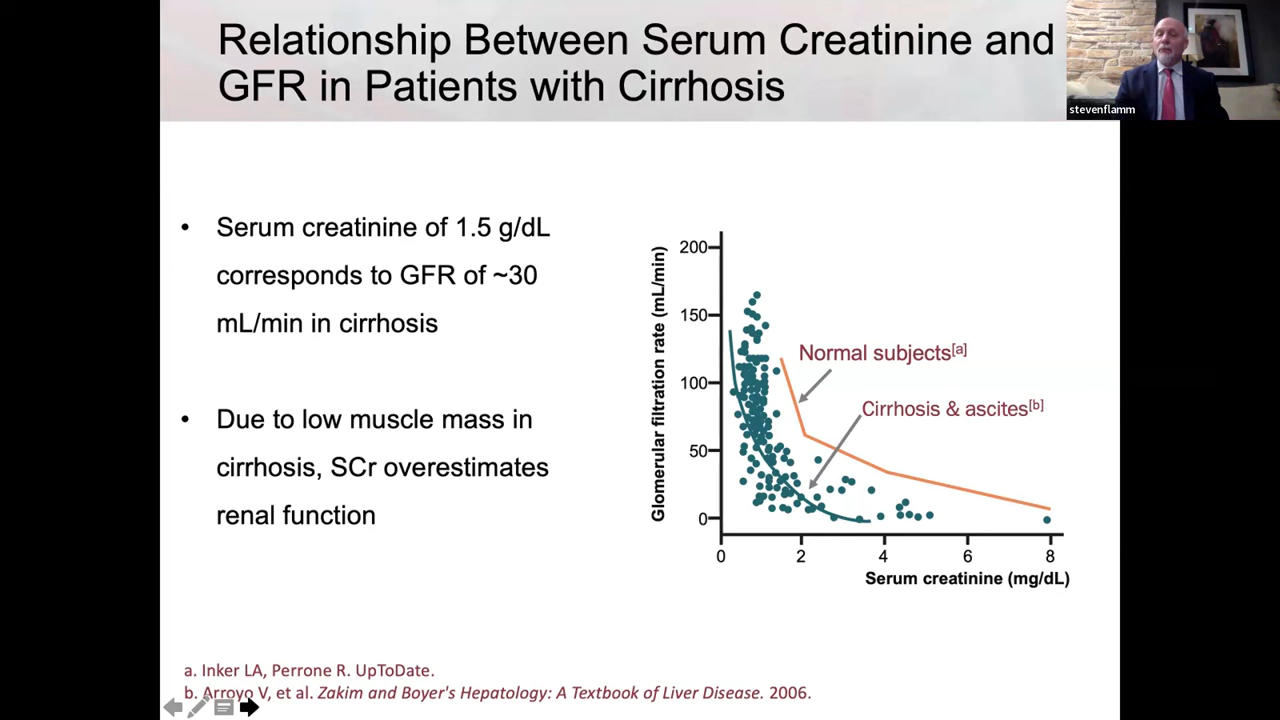 Relationship Between Serum Creatinine and
GFR in Patients with Cirrhosis
stevenflamm
• Serum creatinine of 1.5 g/dL
corresponds to GFR of ~30
mL/min in cirrhosis
• Due to low muscle mass in
cirrhosis, SCr overestimates
renal function
Glomerular filtration rate (mL/min)
200
150
100
50
0
Normal subjects[a]
Cirrhosis & ascites[b]
0 2 4 6 8
Serum creatinine (mg/dL)
a. Inker LA, Perrone R. UpToDate.
b. Arroyo V, et al. Zakim and Boyer's Hepatology: A Textbook of Liver Disease. 2006.